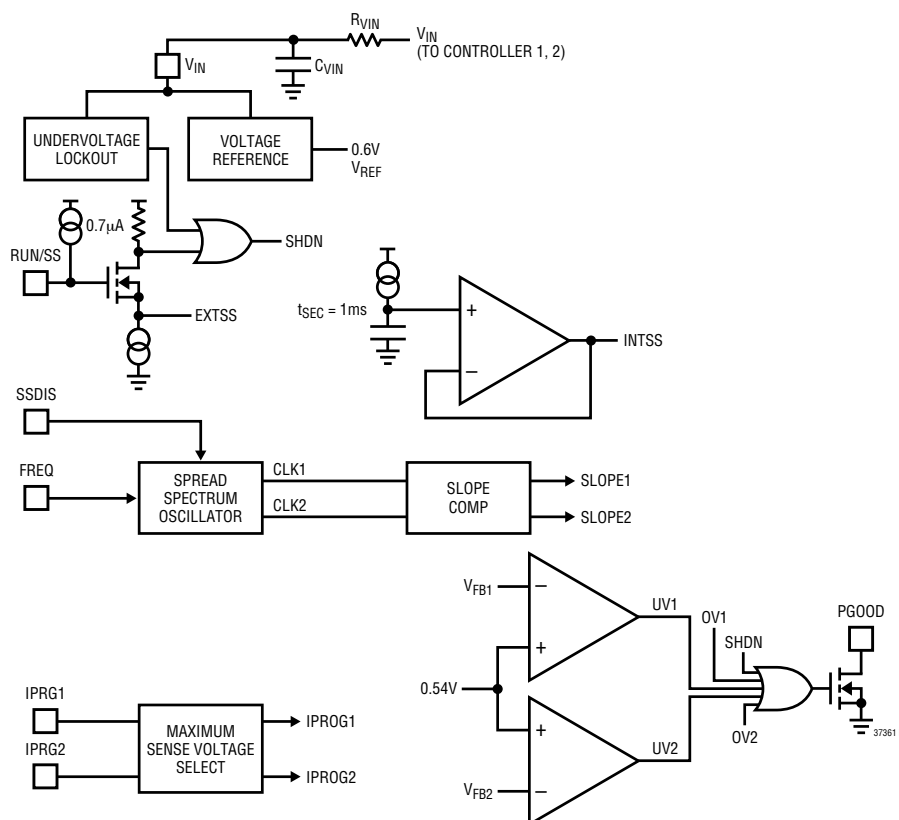 RVIN
VIN
(TO CONTROLLER 1, 2)
VIN
CVIN
UNDERVOLTAGE
LOCKOUT
VOLTAGE
REFERENCE
0.6V
VREF
0.7µA
SHDN
RUN/SS
EXTSS
tSEC = 1ms
+
–
INTSS
SSDIS
FREQ
SPREAD
SPECTRUM
OSCILLATOR
CLK1
CLK2
SLOPE
COMP
SLOPE1
SLOPE2
VFB1
–
+
UV1
0.54V
+
–
UV2
VFB2
OV1
SHDN
OV2
PGOOD
37361
IPRG1
IPRG2
MAXIMUM
SENSE VOLTAGE
SELECT
IPROG1
IPROG2